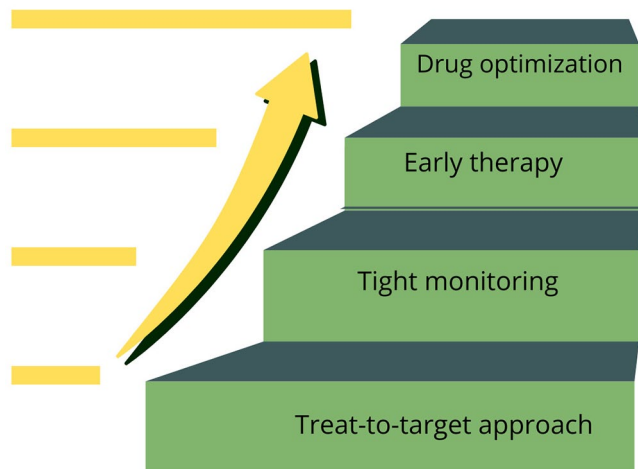 Drug optimization
Early therapy
Tight monitoring
Treat-to-target approach